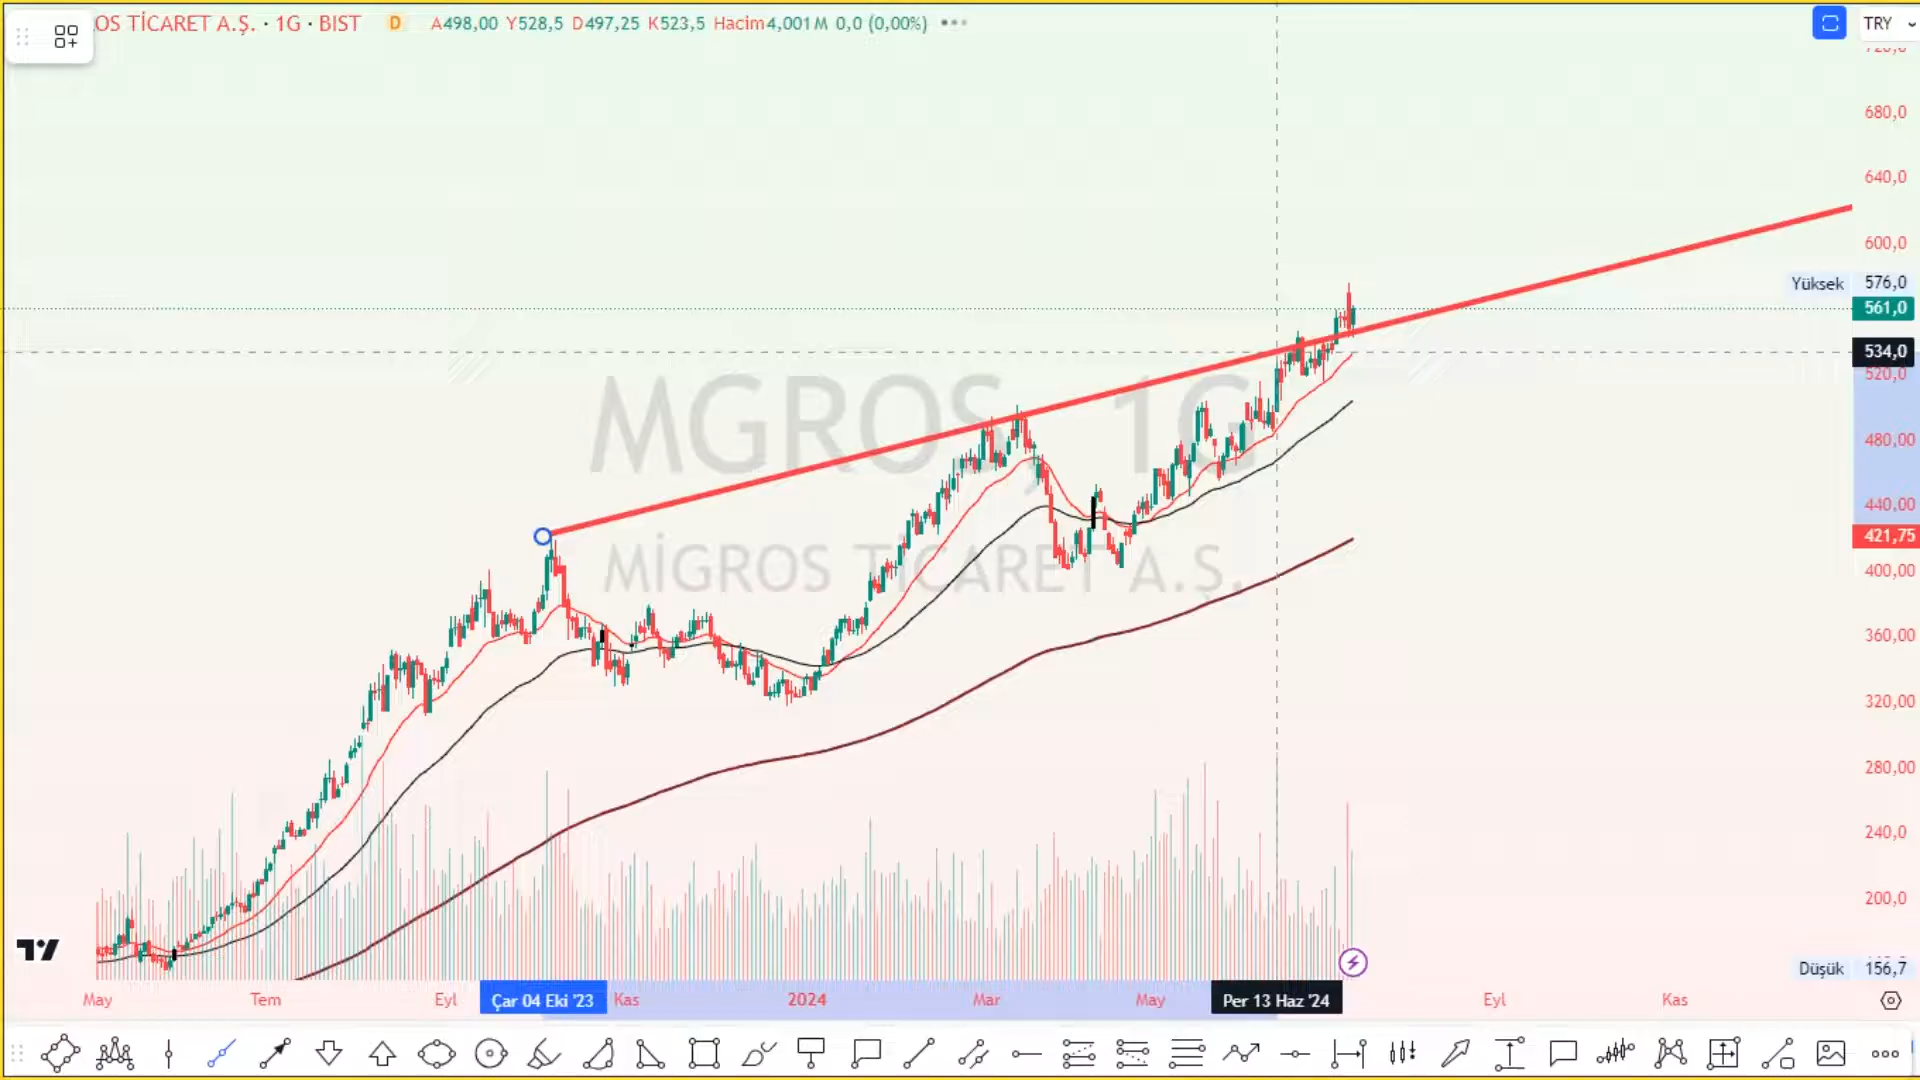 OS TİCARET A.Ş. · 1G · BIST D A498,00 Y528,5 D497,25 K523,5 Hacim4,001M 0,0 (0,00%)
TRY
680,0
640,0
600,0
Yüksek 576,0
561,0
534,0
520,0
480,00
440,00
421,75
400,00
360,00
320,00
280,00
240,0
200,0
Düşük 156,7
MGROS, 1G
MİGROS TİCARET A.Ş.
May Tem Eyl Çar 04 Eki '23 Kas 2024 Mar May Per 13 Haz '24 Eyl Kas